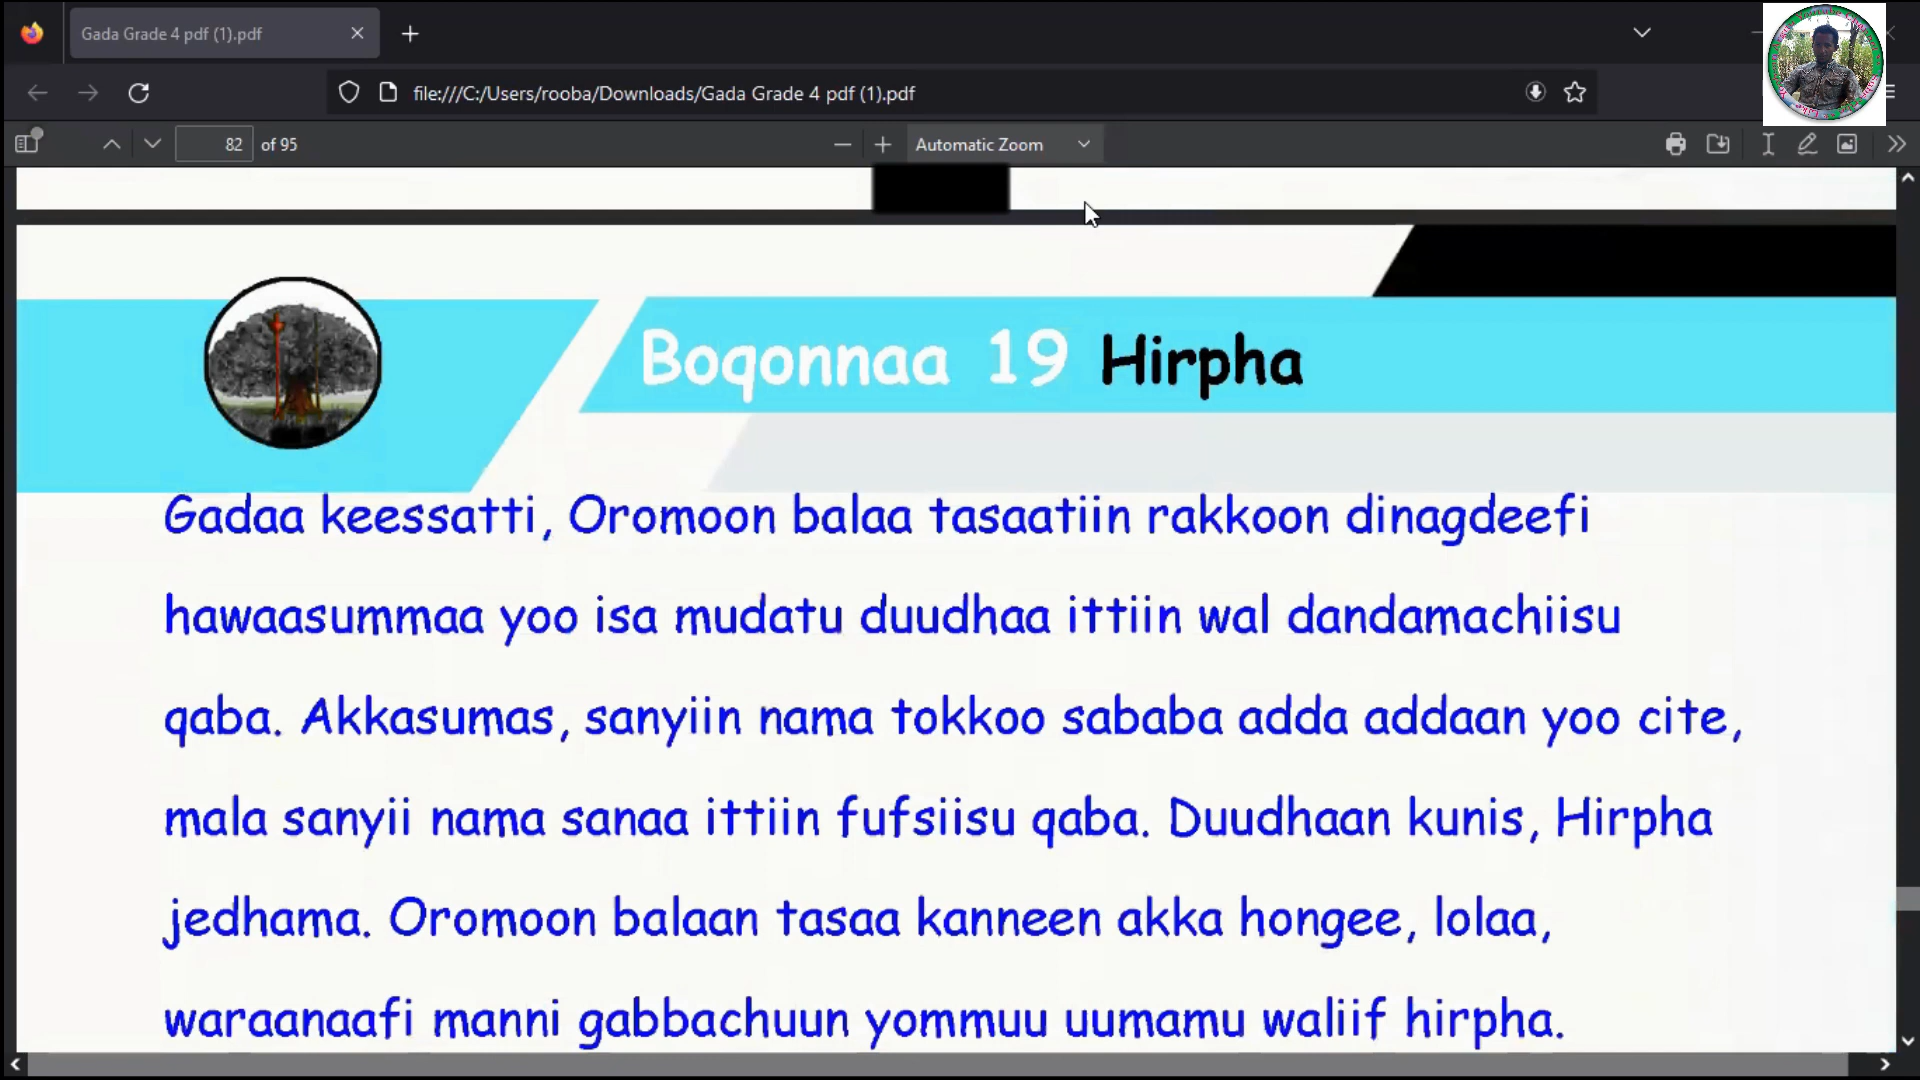 Gada Grade 4 pdf (1).pdf
file:///C:/Users/rooba/Downloads/Gada Grade 4 pdf (1).pdf
82 of 95
Automatic Zoom
Boqonnaa 19 Hirpha
Gadaa keessatti, Oromoon balaa tasaatiin rakkoon dinagdeefi
hawaasummaa yoo isa mudatu duudhaa ittiin wal dandamachiisu
qaba. Akkasumas, sanyiin nama tokkoo sababa adda addaan yoo cite,
mala sanyii nama sanaa ittiin fufsiisu qaba. Duudhaan kunis, Hirpha
jedhama. Oromoon balaan tasaa kanneen akka hongee, lolaa,
waraanaafi manni gabbachuun yommuu uumamu waliif hirpha.